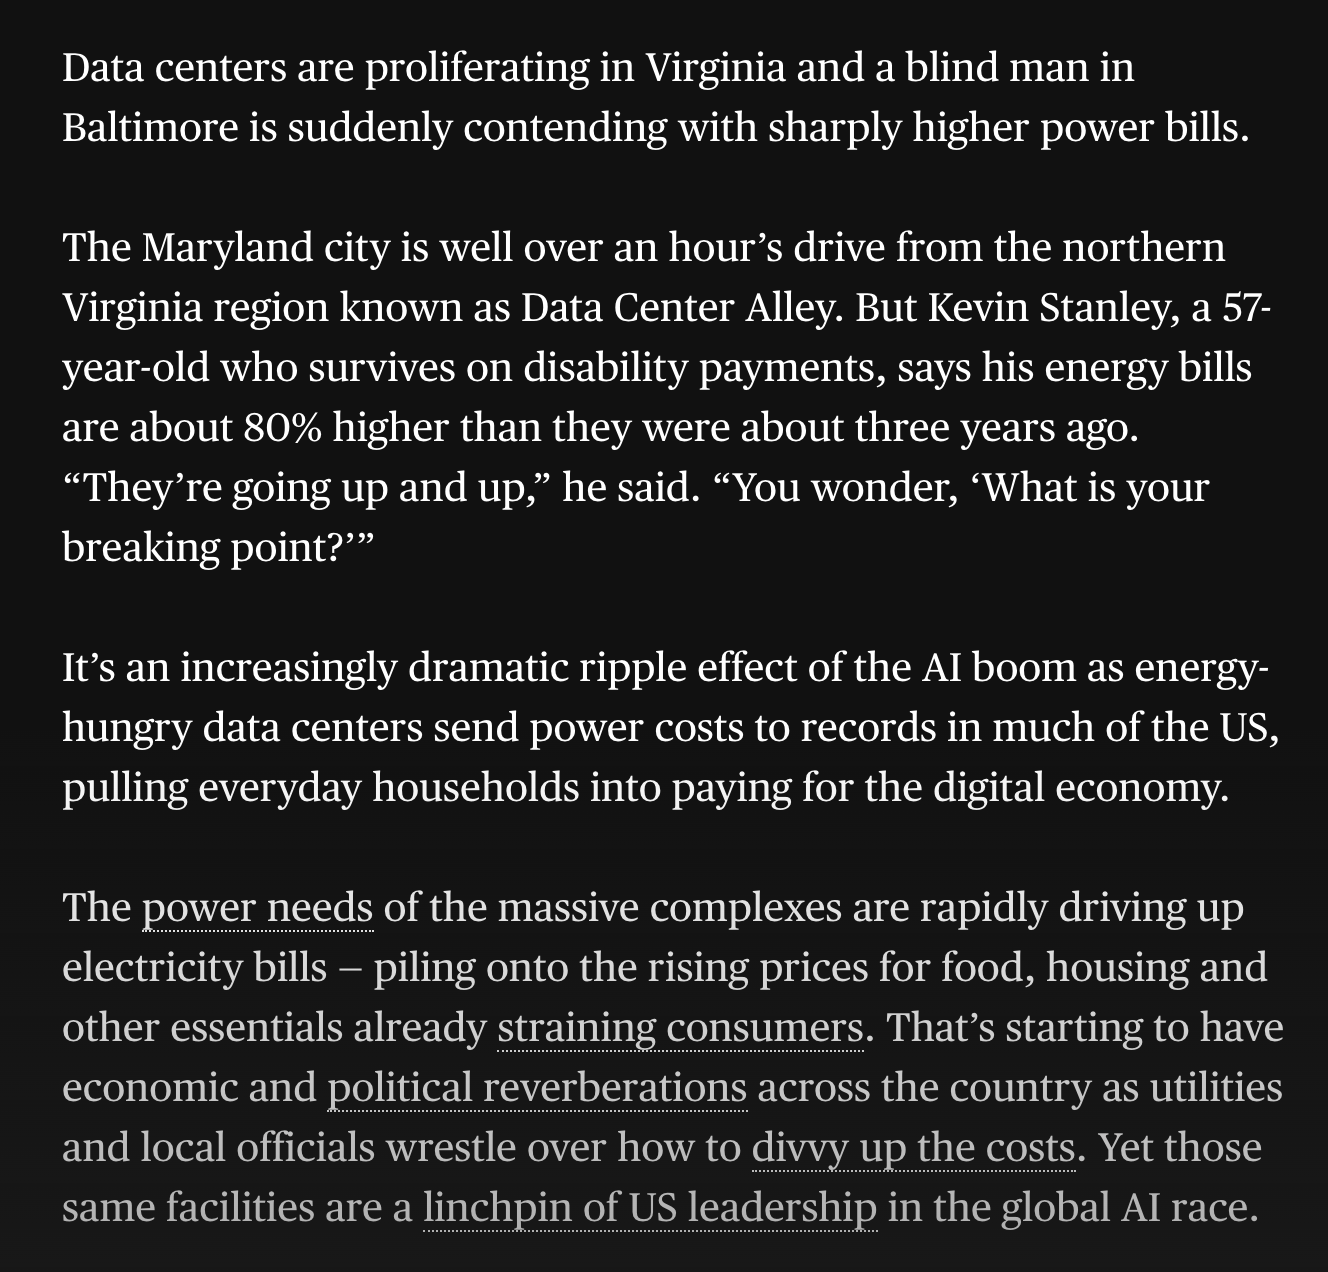 Data centers are proliferating in Virginia and a blind man in
Baltimore is suddenly contending with sharply higher power bills.
The Maryland city is well over an hour’s drive from the northern
Virginia region known as Data Center Alley. But Kevin Stanley, a 57-
year-old who survives on disability payments, says his energy bills
are about 80% higher than they were about three years ago.
“They’re going up and up,” he said. “You wonder, ‘What is your
breaking point?’”
It’s an increasingly dramatic ripple effect of the AI boom as energy-
hungry data centers send power costs to records in much of the US,
pulling everyday households into paying for the digital economy.
The power needs of the massive complexes are rapidly driving up
electricity bills — piling onto the rising prices for food, housing and
other essentials already straining consumers. That’s starting to have
economic and political reverberations across the country as utilities
and local officials wrestle over how to divvy up the costs. Yet those
same facilities are a linchpin of US leadership in the global AI race.